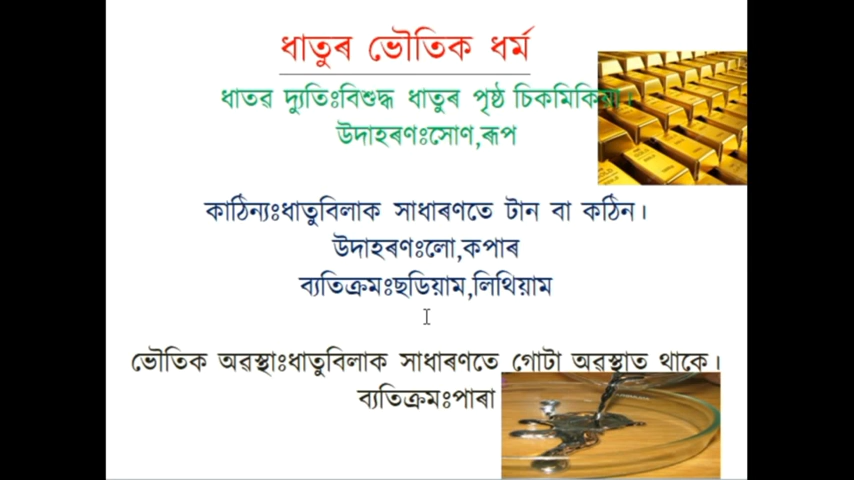 ধাতুৰ ভৌতিক ধৰ্ম
ধাতৱ দ্যুতিঃবিশুদ্ধ ধাতুৰ পৃষ্ঠ চিকমিকিয়া।
উদাহৰণঃসোণ,ৰূপ
কাঠিন্যঃধাতুবিলাক সাধাৰণতে টান বা কঠিন।
উদাহৰণঃলো,কপাৰ
ব্যতিক্ৰমঃছডিয়াম,লিথিয়াম
ভৌতিক অৱস্থাঃধাতুবিলাক সাধাৰণতে গোটা অৱস্থাত থাকে।
ব্যতিক্ৰমঃপাৰা